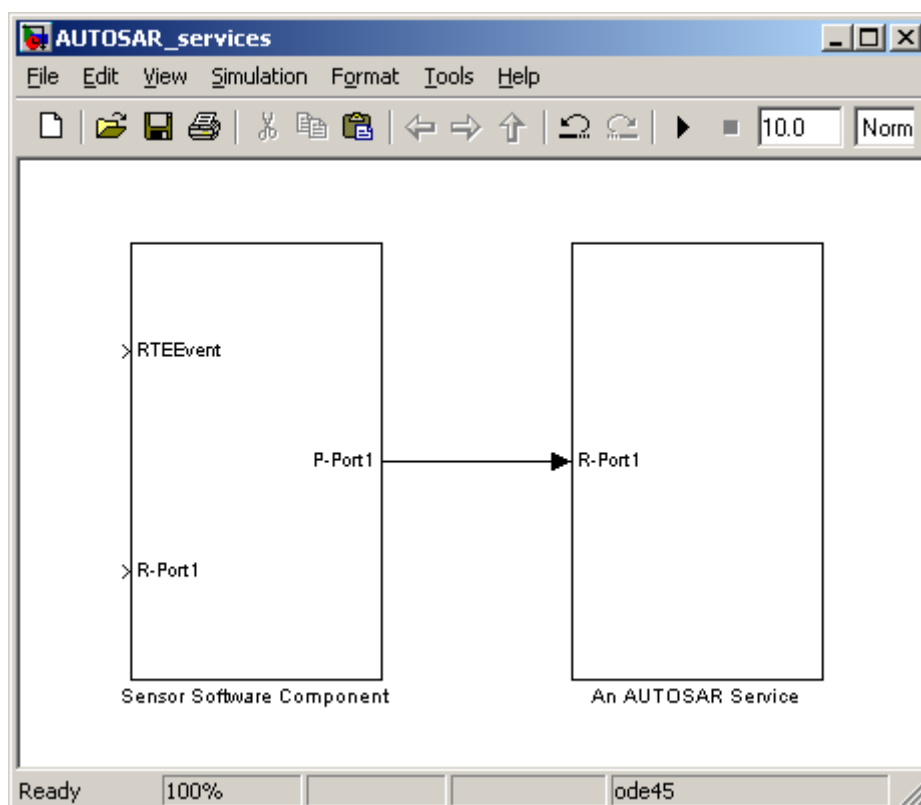 AUTOSAR_services
File Edit View Simulation Format Tools Help
10.0 Norm
RTEEvent
P-Port1 R-Port1
R-Port1
Sensor Software Component An AUTOSAR Service
Ready 100% ode45